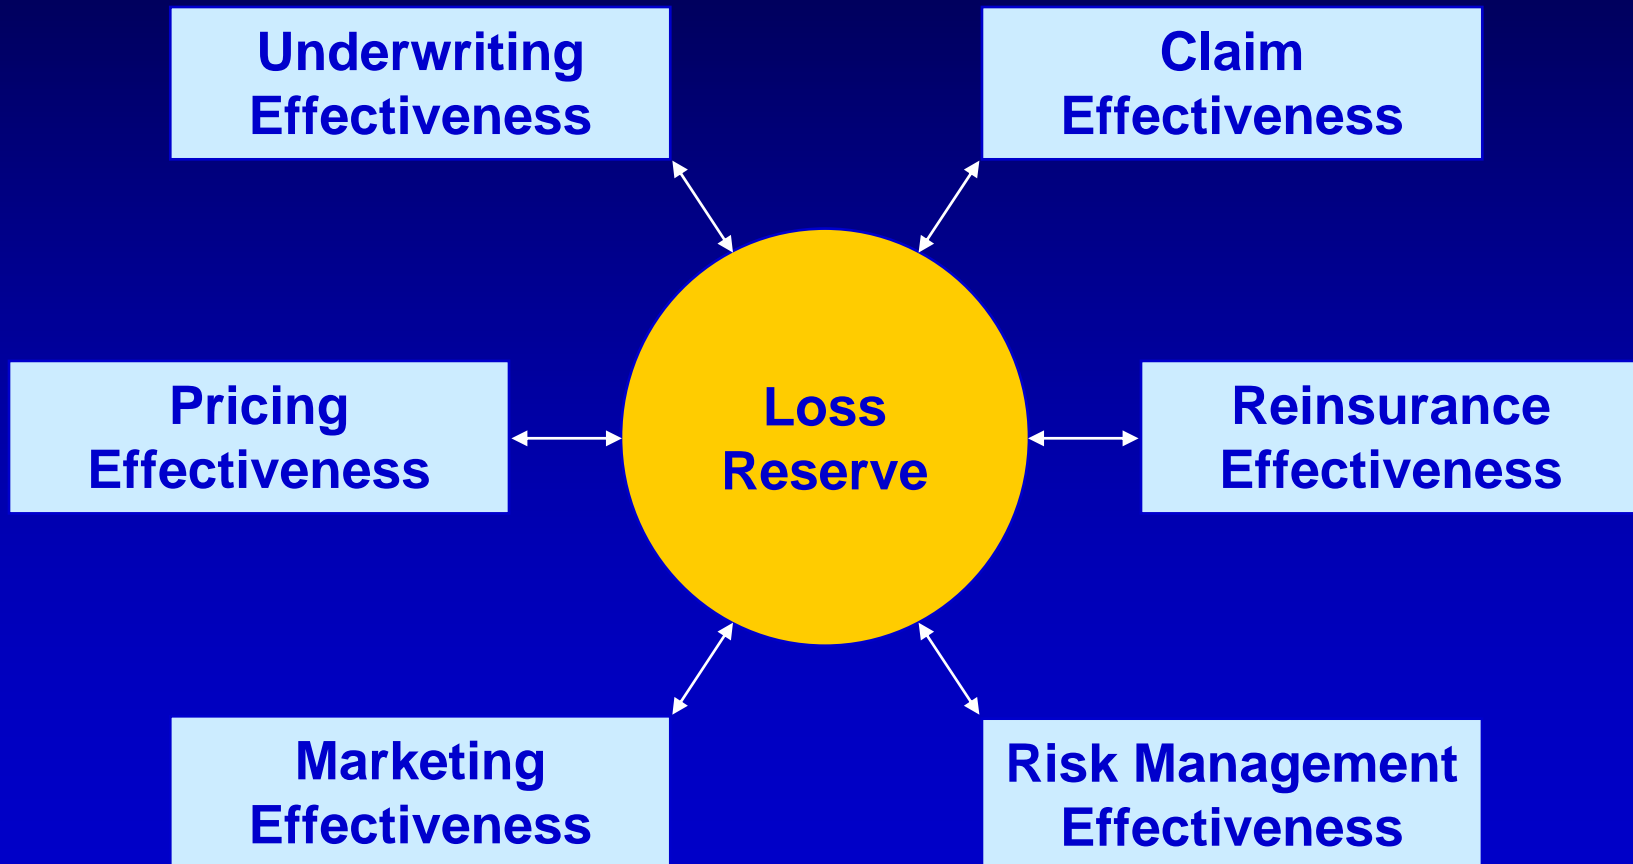 Underwriting
Effectiveness
Claim
Effectiveness
Pricing
Effectiveness
Loss
Reserve
Reinsurance
Effectiveness
Marketing
Effectiveness
Risk Management
Effectiveness